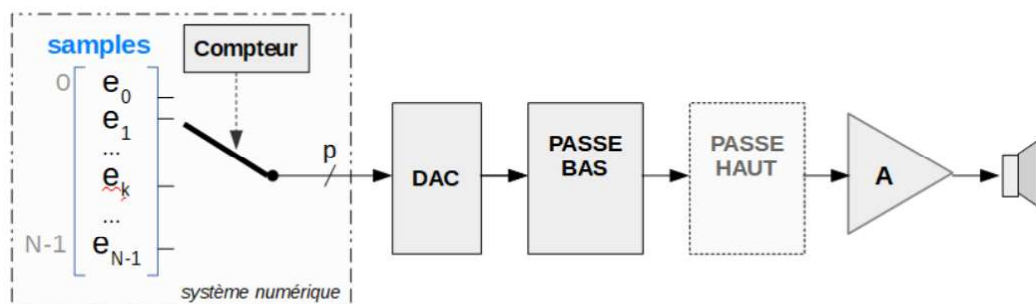 samples
Compteur
0
e0
e1
...
ek
...
N-1
eN-1
p
système numérique
DAC
PASSE
BAS
PASSE
HAUT
A